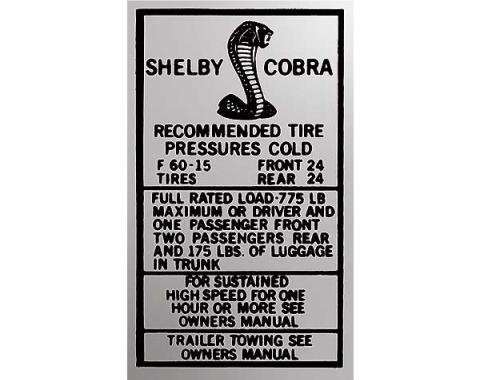 SHELBY COBRA
RECOMMENDED TIRE
PRESSURES COLD
F 60-15 FRONT 24
TIRES REAR 24
FULL RATED LOAD-775 LB
MAXIMUM OR DRIVER AND
ONE PASSENGER FRONT
TWO PASSENGERS REAR
AND 175 LBS. OF LUGGAGE
IN TRUNK
FOR SUSTAINED
HIGH SPEED FOR ONE
HOUR OR MORE SEE
OWNERS MANUAL
TRAILER TOWING SEE
OWNERS MANUAL